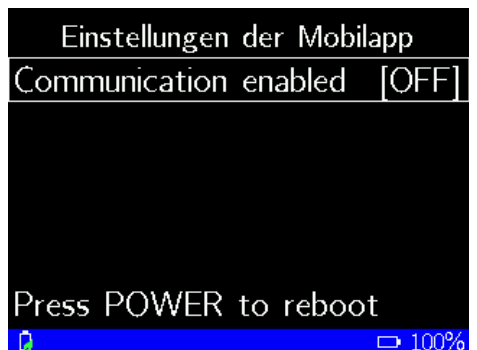 Einstellungen der Mobilapp
Communication enabled [OFF]
Press POWER to reboot
100%